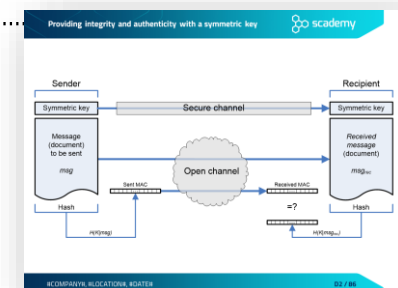 Providing integrity and authenticity with a symmetric key
scademy
Sender
Recipient
Symmetric key
Secure channel
Symmetric key
Message
(document)
to be sent
msg
Received
message
(document)
msgrec
Open channel
Sent MAC
Received MAC
=?
Hash
Hash
H(K|msg)
H(K|msgrec)
#COMPANY#, #LOCATION#, #DATE#
D2 / 86